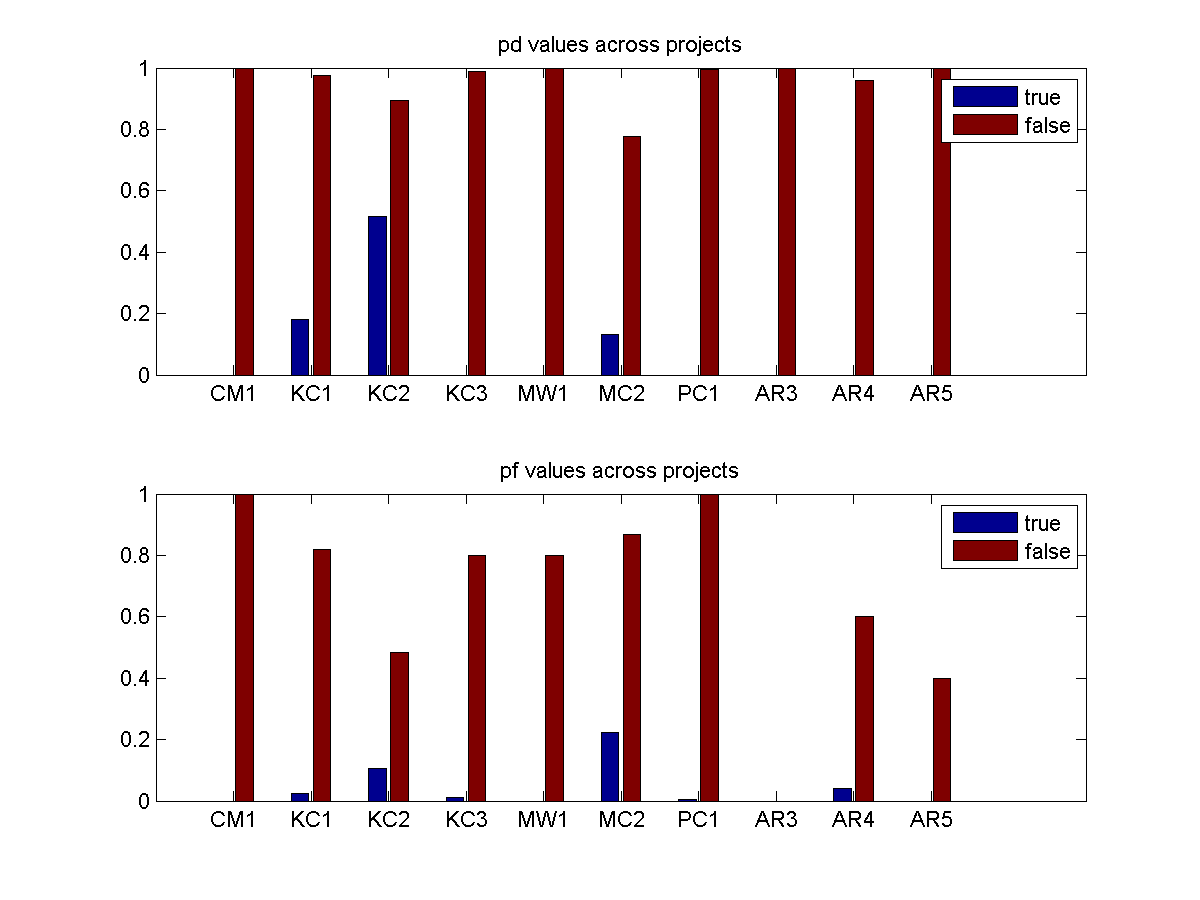 pd values across projects
1
0.8
0.6
0.4
0.2
0
true
false
CM1 KC1 KC2 KC3 MW1 MC2 PC1 AR3 AR4 AR5
pf values across projects
1
0.8
0.6
0.4
0.2
0
true
false
CM1 KC1 KC2 KC3 MW1 MC2 PC1 AR3 AR4 AR5